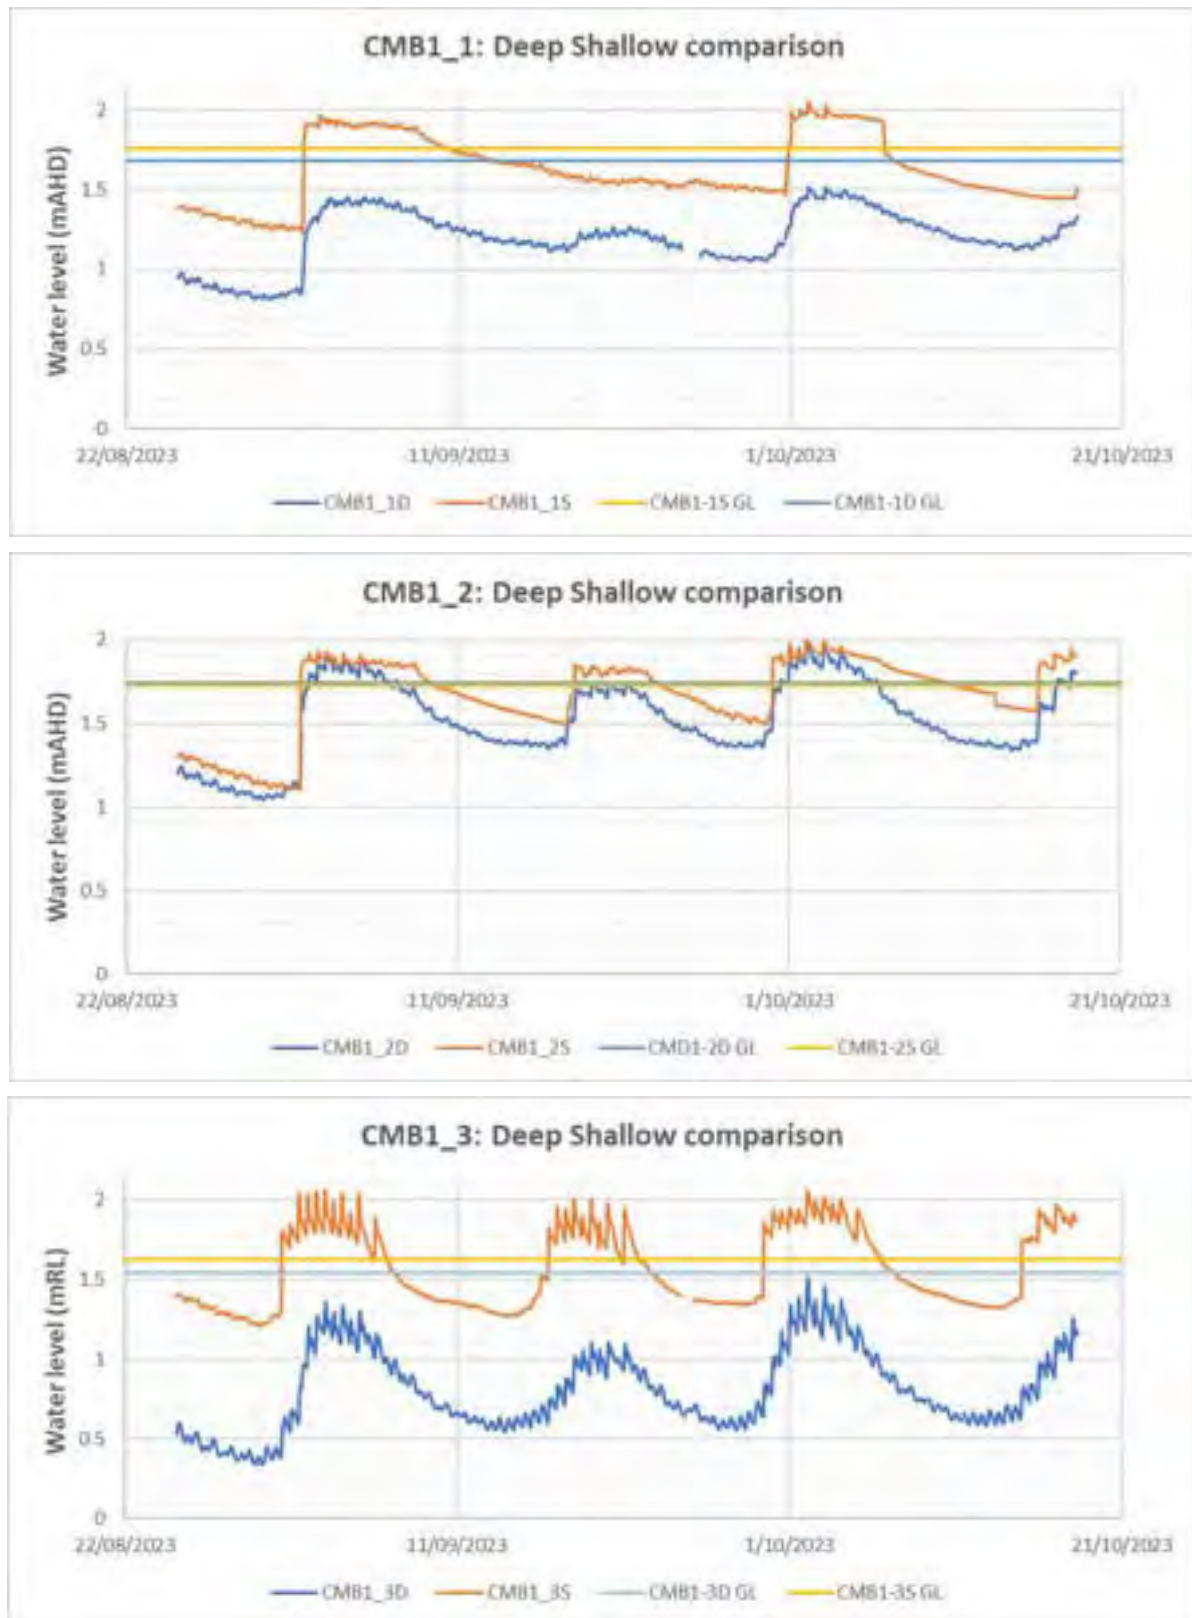 CMB1_1: Deep Shallow comparison
Water level (mAHD)
2
1.5
1
0.5
0
22/08/2023 11/09/2023 1/10/2023 21/10/2023
CMB1_1D CMB1_1S CMB1-1S GL CMB1-1D GL
CMB1_2: Deep Shallow comparison
Water level (mAHD)
2
1.5
1
0.5
0
22/08/2023 11/09/2023 1/10/2023 21/10/2023
CMB1_2D CMB1_2S CMD1-2D GL CMB1-2S GL
CMB1_3: Deep Shallow comparison
Water level (mRL)
2
1.5
1
0.5
0
22/08/2023 11/09/2023 1/10/2023 21/10/2023
CMB1_3D CMB1_3S CMB1-3D GL CMB1-3S GL